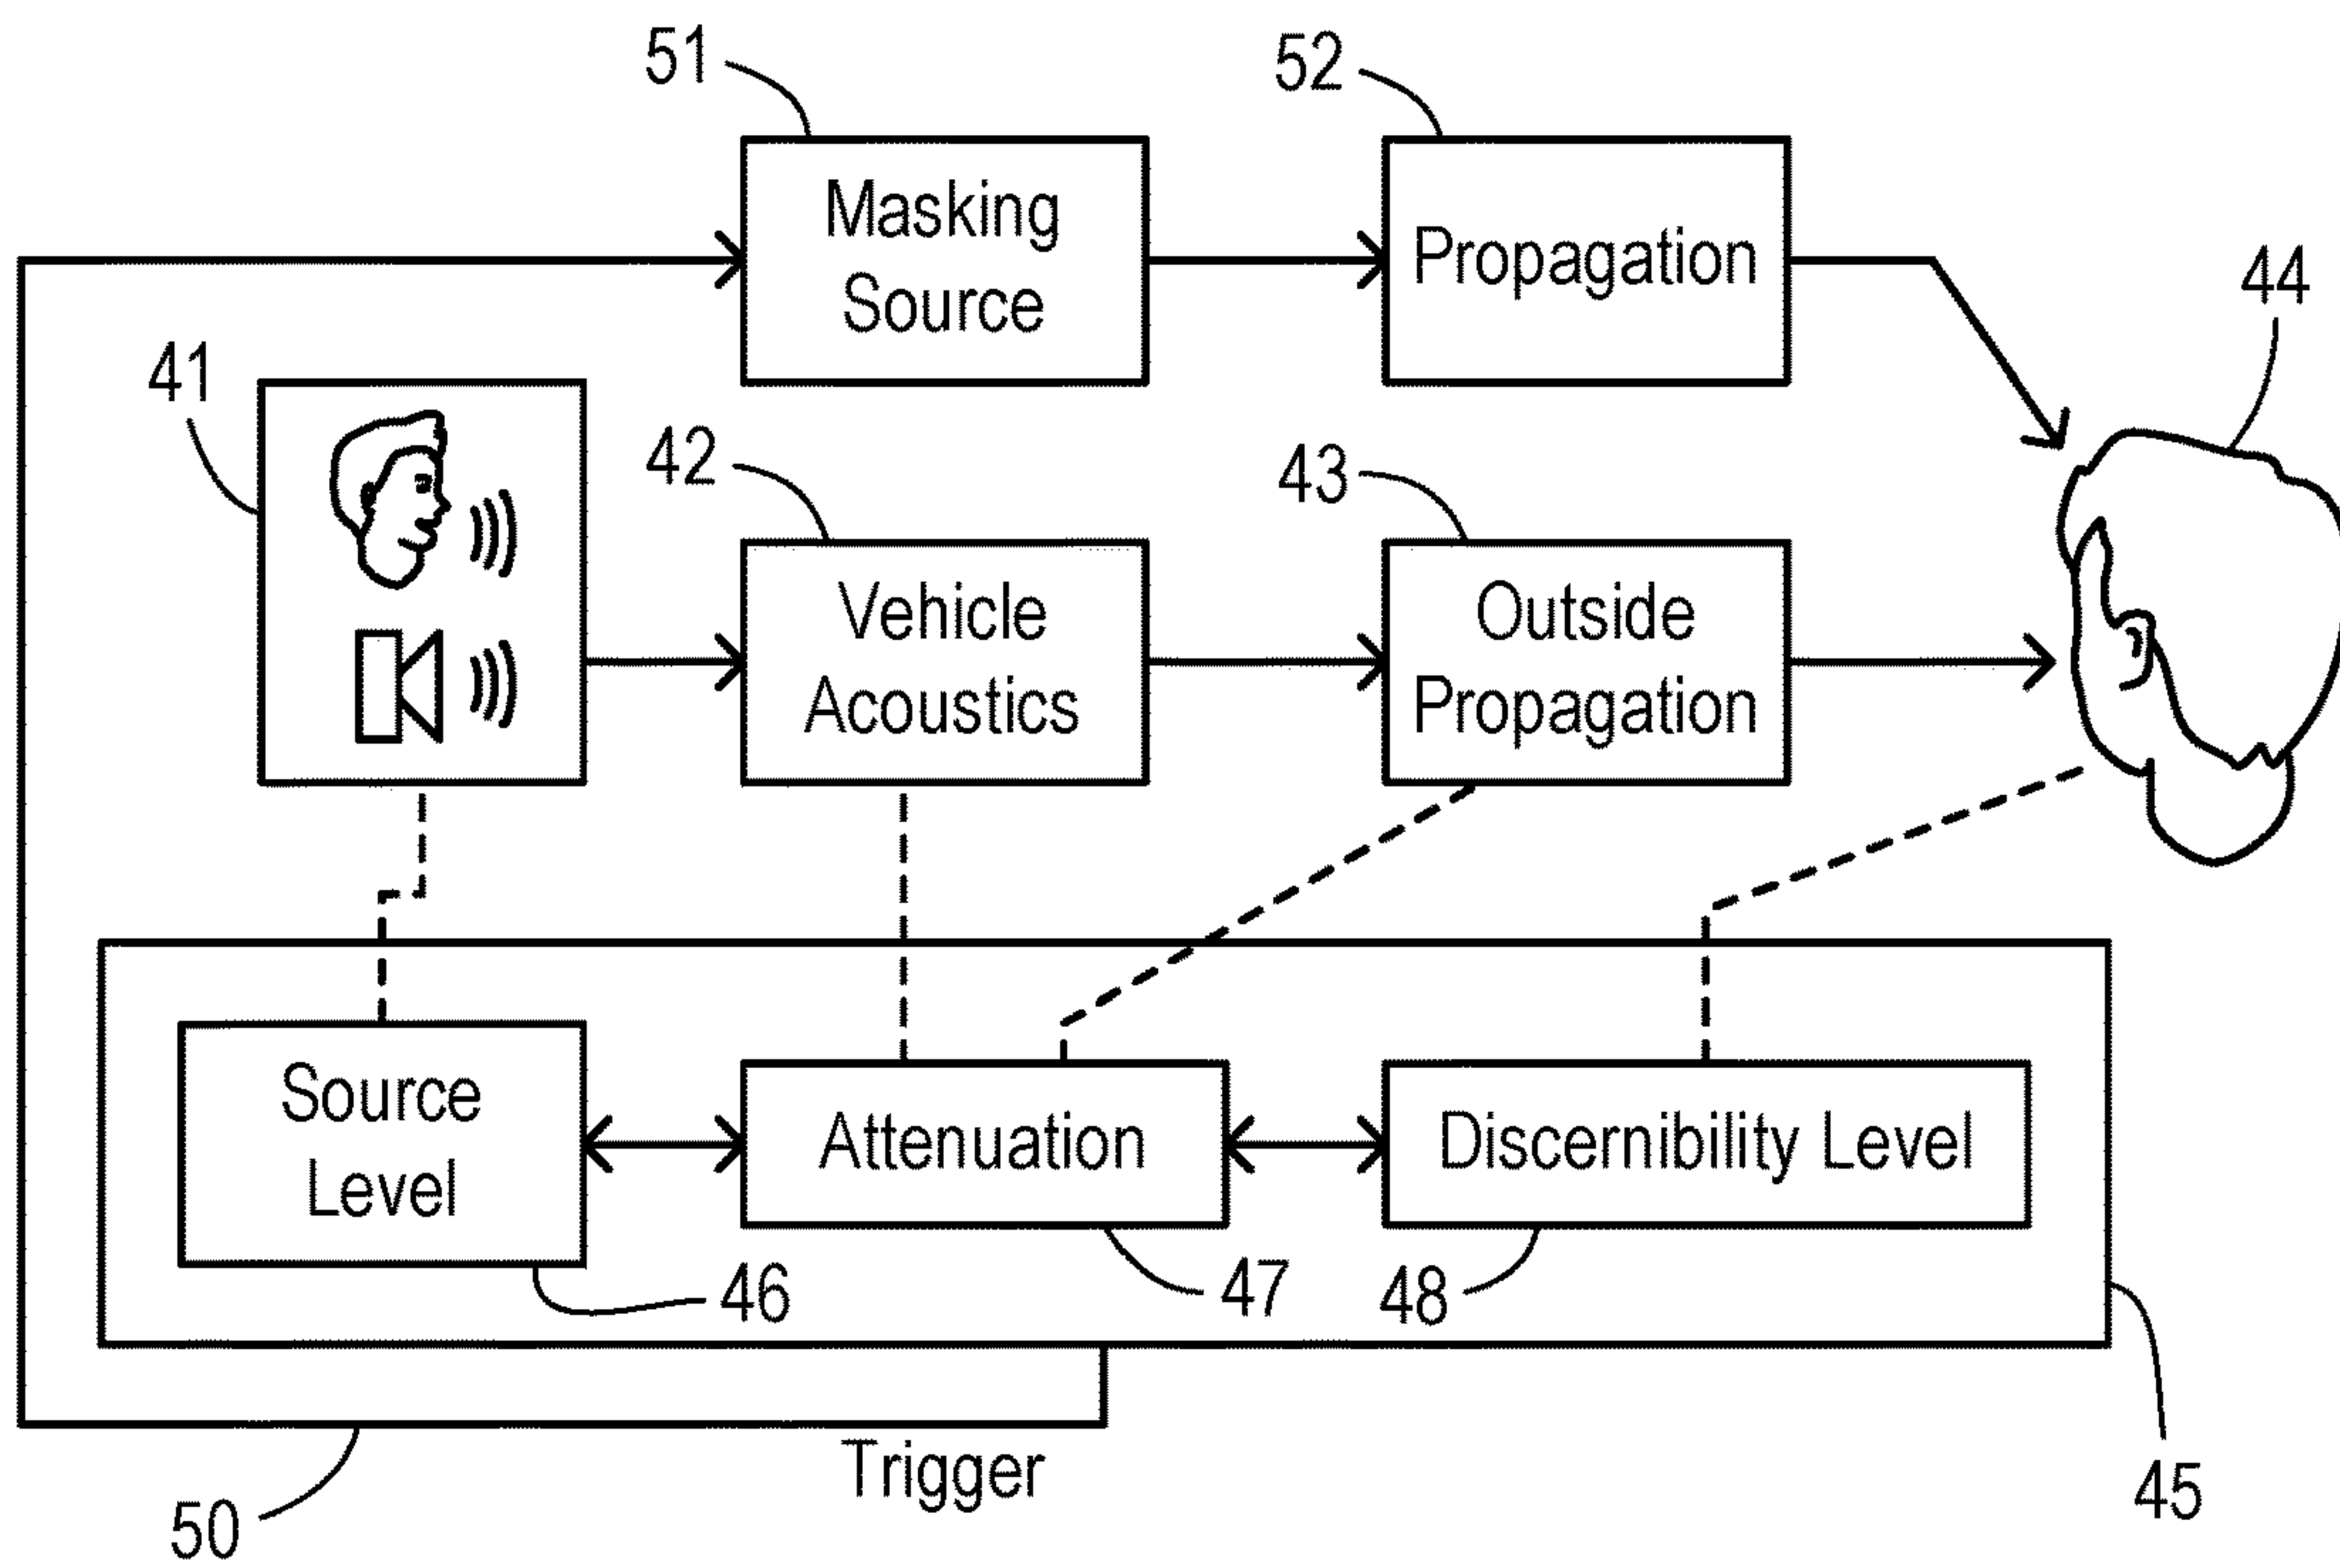 51
52
Masking
Source
Propagation
44
41
42
43
Vehicle
Acoustics
Outside
Propagation
Source
Level
Attenuation
Discernibility Level
46
47
48
Trigger
45
50